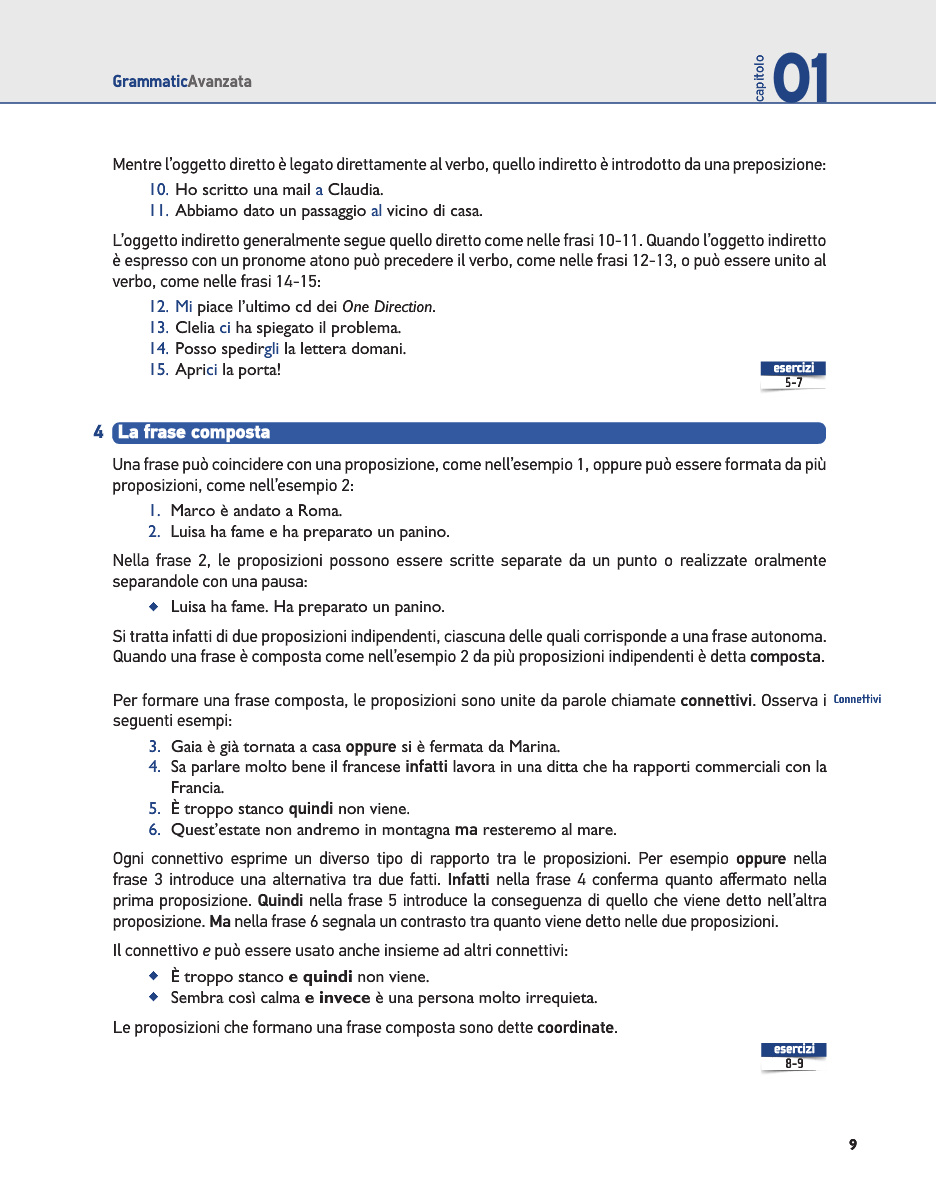 GrammaticAvanzata
capitolo 01
Mentre l'oggetto diretto è legato direttamente al verbo, quello indiretto è introdotto da una preposizione:
10. Ho scritto una mail a Claudia.
11. Abbiamo dato un passaggio al vicino di casa.
L'oggetto indiretto generalmente segue quello diretto come nelle frasi 10-11. Quando l'oggetto indiretto
è espresso con un pronome atono può precedere il verbo, come nelle frasi 12-13, o può essere unito al
verbo, come nelle frasi 14-15:
12. Mi piace l'ultimo cd dei One Direction.
13. Clelia ci ha spiegato il problema.
14. Posso spedirgli la lettera domani.
15. Aprici la porta!
esercizi
5-7
4 La frase composta
Una frase può coincidere con una proposizione, come nell'esempio 1, oppure può essere formata da più
proposizioni, come nell'esempio 2:
1. Marco è andato a Roma.
2. Luisa ha fame e ha preparato un panino.
Nella frase 2, le proposizioni possono essere scritte separate da un punto o realizzate oralmente
separandole con una pausa:
◆ Luisa ha fame. Ha preparato un panino.
Si tratta infatti di due proposizioni indipendenti, ciascuna delle quali corrisponde a una frase autonoma.
Quando una frase è composta come nell'esempio 2 da più proposizioni indipendenti è detta composta.
Per formare una frase composta, le proposizioni sono unite da parole chiamate connettivi. Osserva i
Connettivi
seguenti esempi:
3. Gaia è già tornata a casa oppure si è fermata da Marina.
4. Sa parlare molto bene il francese infatti lavora in una ditta che ha rapporti commerciali con la
Francia.
5. È troppo stanco quindi non viene.
6. Quest'estate non andremo in montagna ma resteremo al mare.
Ogni connettivo esprime un diverso tipo di rapporto tra le proposizioni. Per esempio oppure nella
frase 3 introduce una alternativa tra due fatti. Infatti nella frase 4 conferma quanto affermato nella
prima proposizione. Quindi nella frase 5 introduce la conseguenza di quello che viene detto nell'altra
proposizione. Ma nella frase 6 segnala un contrasto tra quanto viene detto nelle due proposizioni.
Il connettivo e può essere usato anche insieme ad altri connettivi:
◆ È troppo stanco e quindi non viene.
◆ Sembra così calma e invece è una persona molto irrequieta.
Le proposizioni che formano una frase composta sono dette coordinate.
esercizi
8-9
9